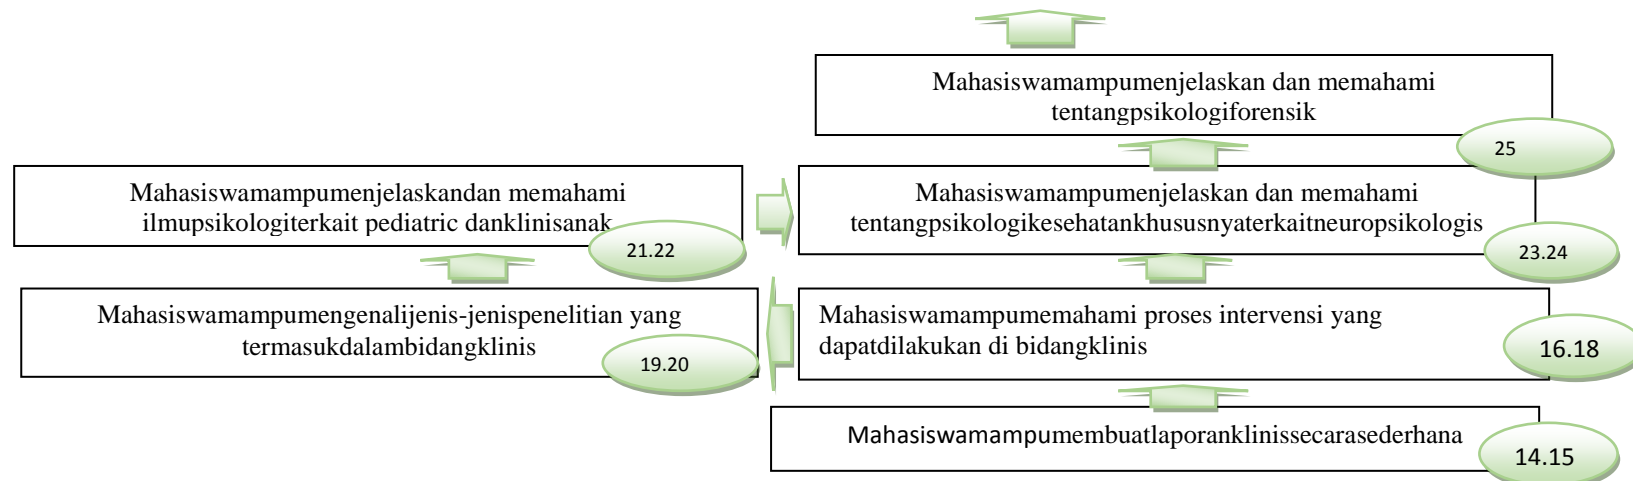 Mahasiswamampumenjelaskan dan memahami
tentangpsikologiforensik
25
Mahasiswamampumenjelaskandan memahami
ilmupsikologiterkait pediatric danklinisanak
21.22
Mahasiswamampumenjelaskan dan memahami
tentangpsikologikesehatankhususnyaterkaitneuropsikologis
23.24
Mahasiswamampumengenalijenis-jenispenelitian yang
termasukdalambidangklinis
19.20
Mahasiswamampumemahami proses intervensi yang
dapatdilakukan di bidangklinis
16.18
Mahasiswamampumembuatlaporanklinissecarasederhana
14.15